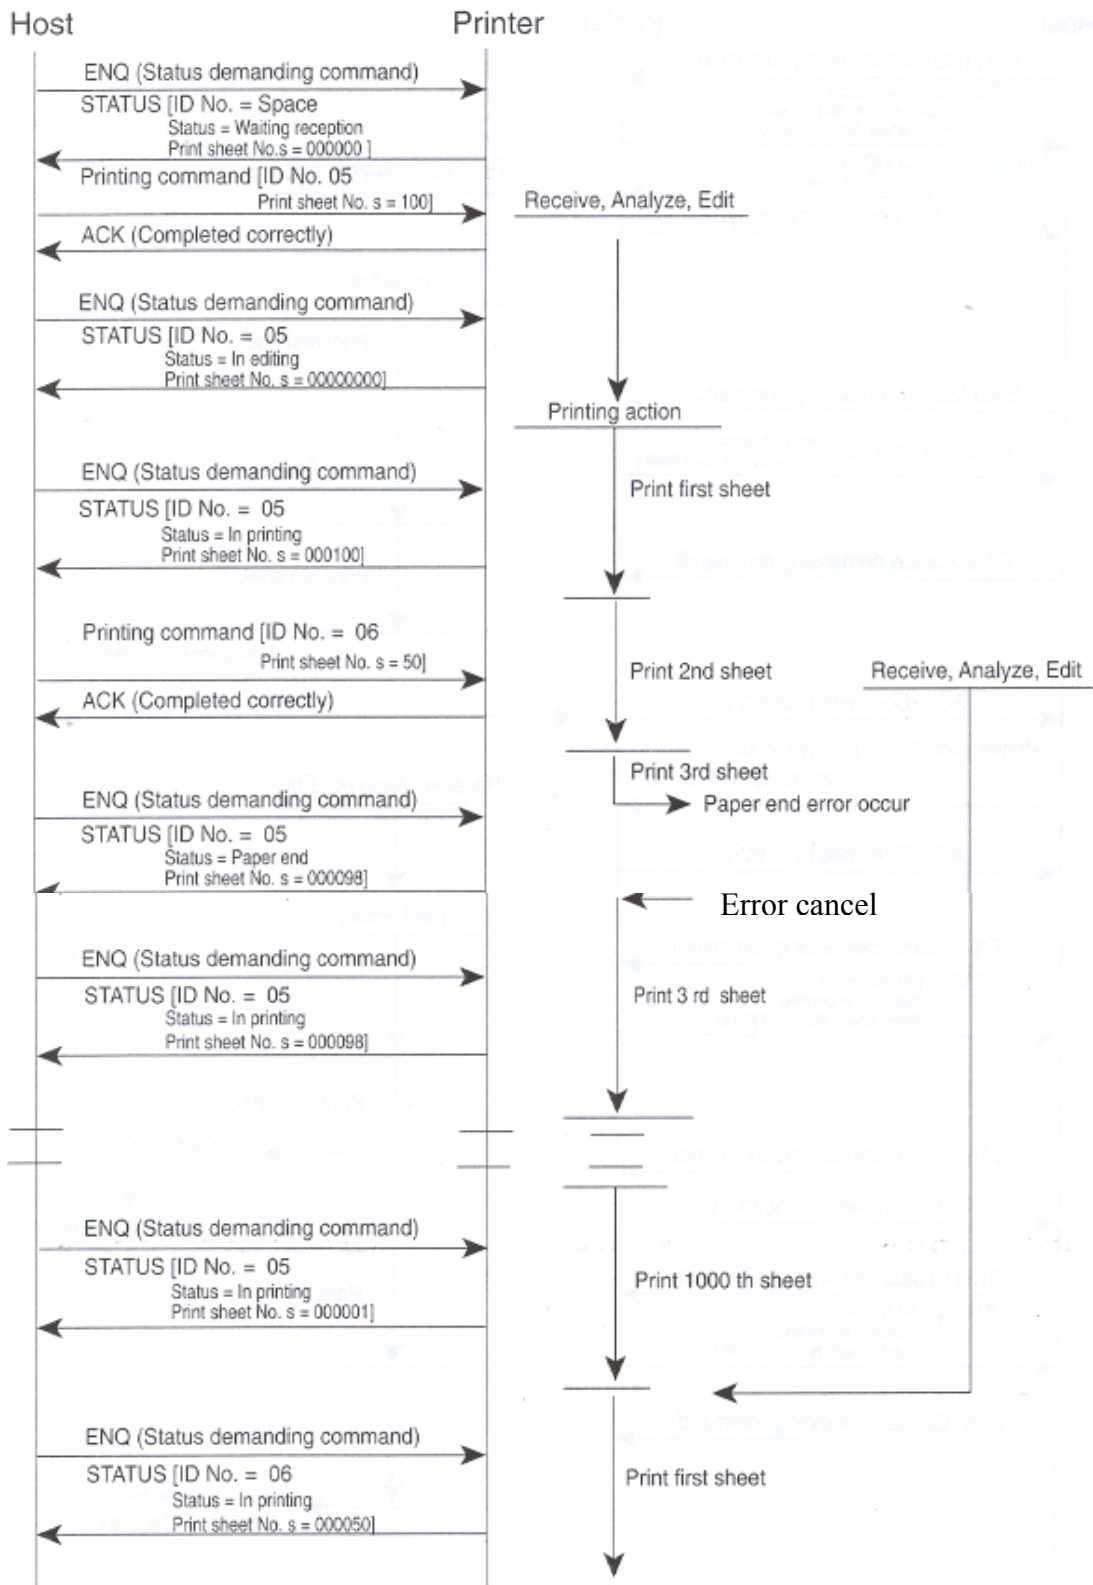 Host
Printer
ENQ (Status demanding command)
STATUS [ID No. = Space
Status = Waiting reception
Print sheet No.s = 000000 ]
Printing command [ID No. 05
Print sheet No. s = 100]
Receive, Analyze, Edit
ACK (Completed correctly)
ENQ (Status demanding command)
STATUS [ID No. = 05
Status = In editing
Print sheet No. s = 00000000]
Printing action
ENQ (Status demanding command)
Print first sheet
STATUS [ID No. = 05
Status = In printing
Print sheet No. s = 000100]
Printing command [ID No. = 06
Print sheet No. s = 50]
Print 2nd sheet
Receive, Analyze, Edit
ACK (Completed correctly)
Print 3rd sheet
ENQ (Status demanding command)
Paper end error occur
STATUS [ID No. = 05
Status = Paper end
Print sheet No. s = 000098]
Error cancel
ENQ (Status demanding command)
STATUS [ID No. = 05
Print 3 rd sheet
Status = In printing
Print sheet No. s = 000098]
ENQ (Status demanding command)
STATUS [ID No. = 05
Print 1000 th sheet
Status = In printing
Print sheet No. s = 000001]
ENQ (Status demanding command)
STATUS [ID No. = 06
Print first sheet
Status = In printing
Print sheet No. s = 000050]